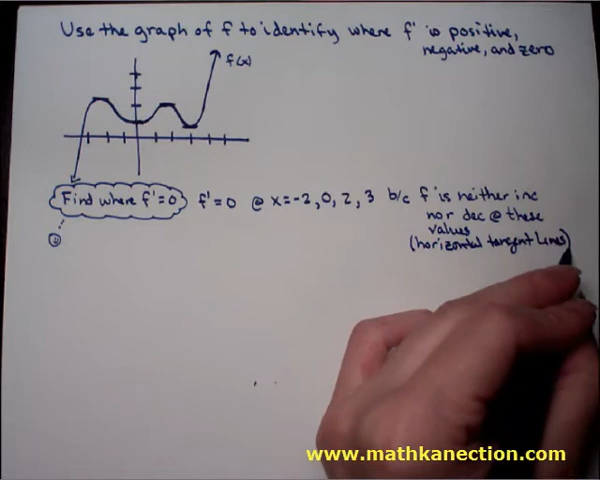 Use the graph of f to identify where f' is positive,
negative, and zero
f(x)
Find where f'=0 f'=0 @ x=-2, 0, 2, 3 b/c f is neither inc
nor dec @ these
values
(horizontal tangent lines)
www.mathkanection.com